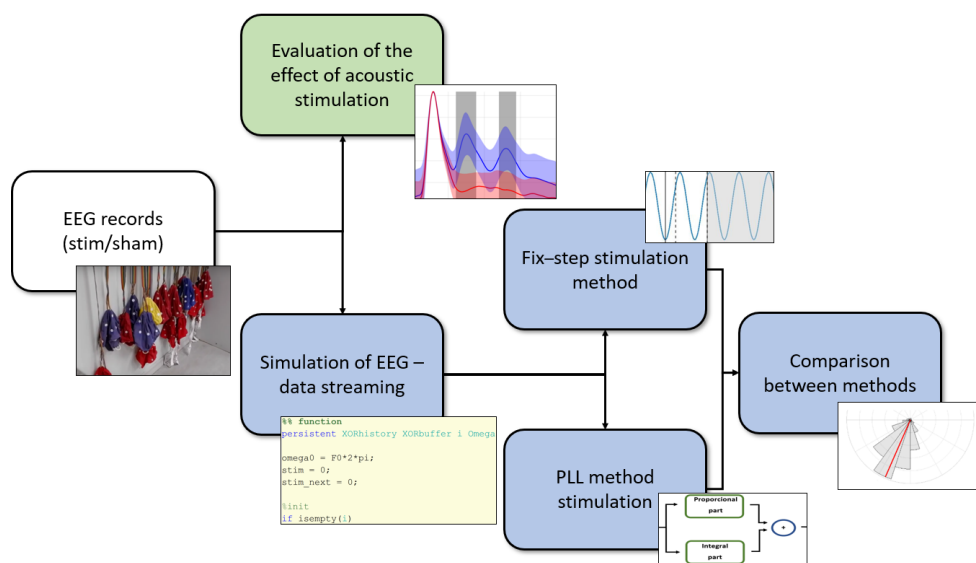 Evaluation of the
effect of acoustic
stimulation
EEG records
(stim/sham)
Fix–step stimulation
method
Simulation of EEG –
data streaming
%% function
persistent XORhistory XORbuffer i Omega
omega0 = F0*2*pi;
stim = 0;
stim_next = 0;
%init
if isempty(i)
PLL method
stimulation
Proporcional
part
Integral
part
+
Comparison
between methods